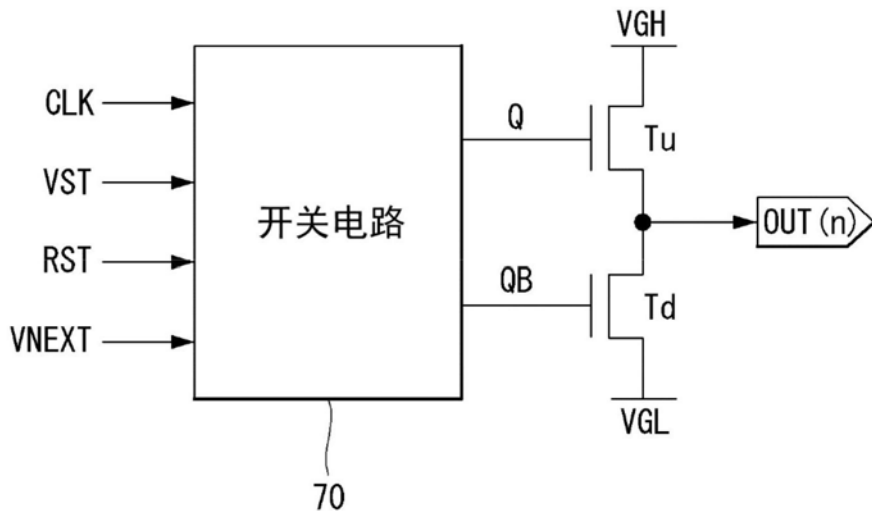 VGH
CLK
Q
Tu
VST
开关电路
OUT(n)
RST
QB
Td
VNEXT
VGL
70